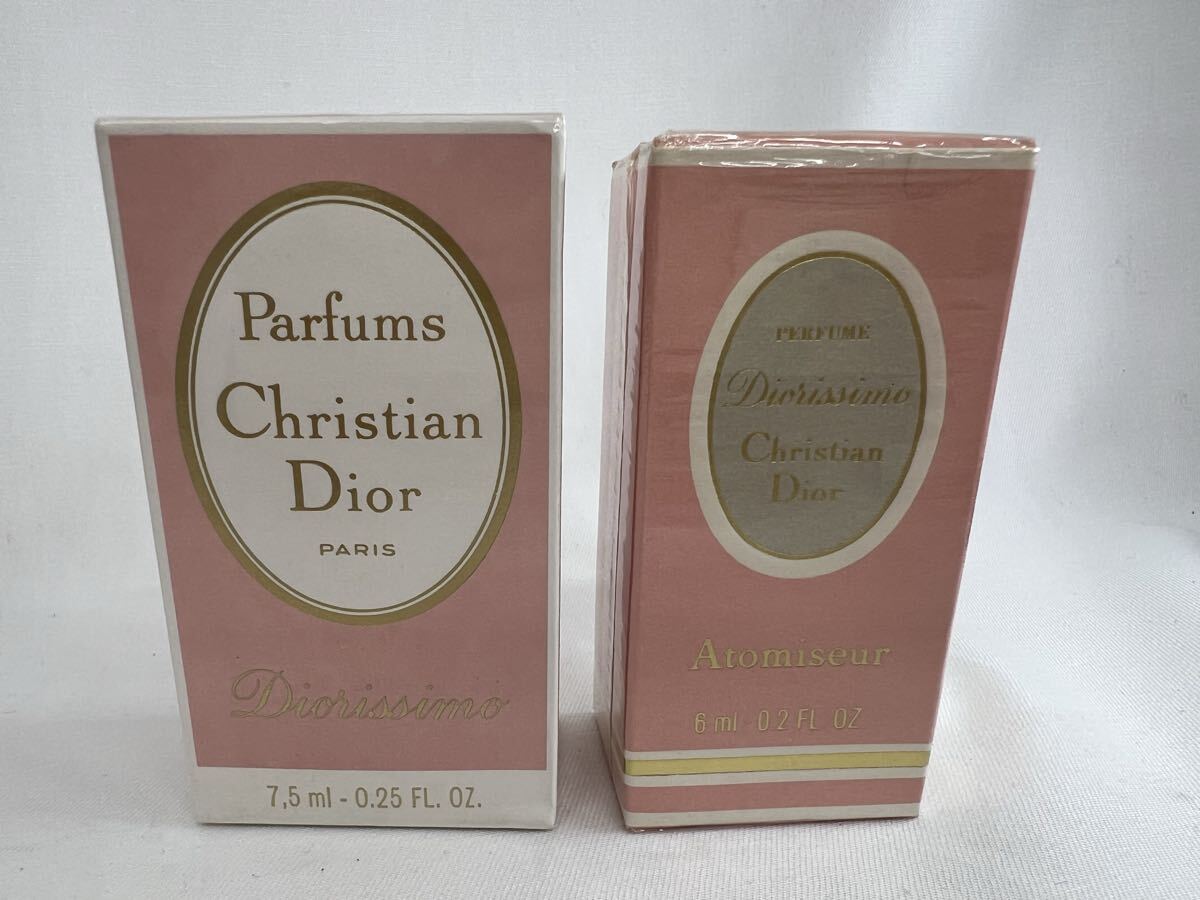 Parfums
Christian
Dior
PARIS
Diorissimo
7,5 ml - 0.25 FL. OZ.
PERFUME
Diorissimo
Christian
Dior
Atomiseur
6 ml - 0.2 FL OZ